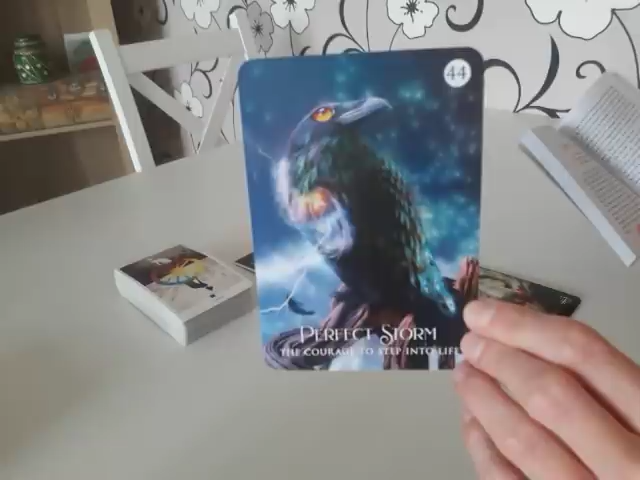 44
PERFECT STORM
THE COURAGE TO STEP INTO LIFE